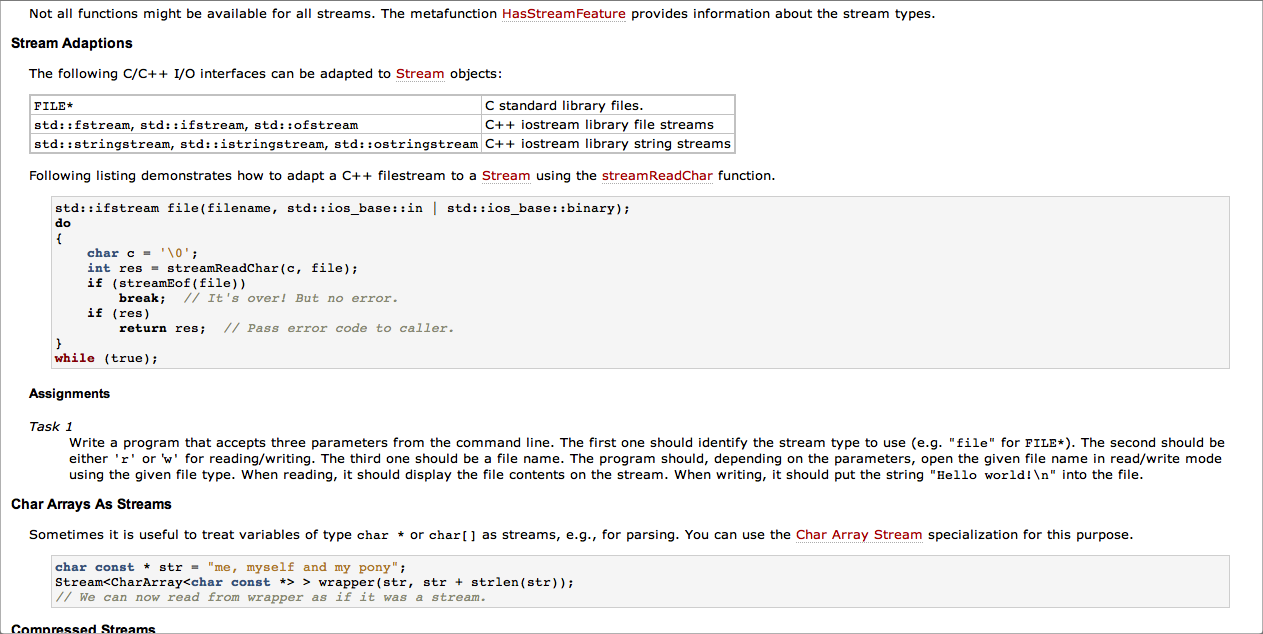 Not all functions might be available for all streams. The metafunction HasStreamFeature provides information about the stream types.
Stream Adaptions
The following C/C++ I/O interfaces can be adapted to Stream objects:
FILE* C standard library files.
std::fstream, std::ifstream, std::ofstream C++ iostream library file streams
std::stringstream, std::istringstream, std::ostringstream C++ iostream library string streams
Following listing demonstrates how to adapt a C++ filestream to a Stream using the streamReadChar function.
std::ifstream file(filename, std::ios_base::in | std::ios_base::binary);
do
{
    char c = '\0';
    int res = streamReadChar(c, file);
    if (streamEof(file))
        break;  // It's over! But no error.
    if (res)
        return res;  // Pass error code to caller.
}
while (true);
Assignments
Task 1
Write a program that accepts three parameters from the command line. The first one should identify the stream type to use (e.g. "file" for FILE*). The second should be
either 'r' or 'w' for reading/writing. The third one should be a file name. The program should, depending on the parameters, open the given file name in read/write mode
using the given file type. When reading, it should display the file contents on the stream. When writing, it should put the string "Hello world!\n" into the file.
Char Arrays As Streams
Sometimes it is useful to treat variables of type char * or char[] as streams, e.g., for parsing. You can use the Char Array Stream specialization for this purpose.
char const * str = "me, myself and my pony";
Stream<CharArray<char const *> > wrapper(str, str + strlen(str));
// We can now read from wrapper as if it was a stream.
Compressed Streams